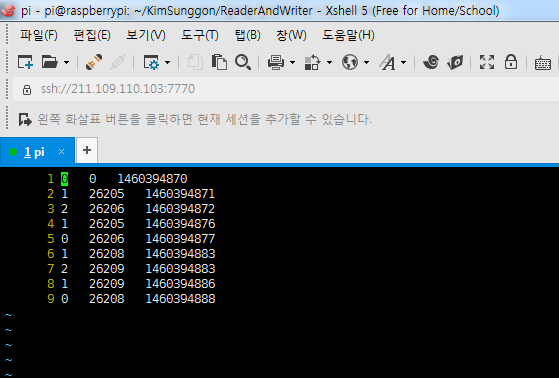 pi - pi@raspberrypi: ~/KimSunggon/ReaderAndWriter - Xshell 5 (Free for Home/School)
파일(F) 편집(E) 보기(V) 도구(T) 탭(B) 창(W) 도움말(H)
ssh://211.109.110.103:7770
왼쪽 화살표 버튼을 클릭하면 현재 세션을 추가할 수 있습니다.
1 pi × +
1 0 0 1460394870
2 1 26205 1460394871
3 2 26206 1460394872
4 1 26205 1460394876
5 0 26206 1460394877
6 1 26208 1460394883
7 2 26209 1460394883
8 1 26209 1460394886
9 0 26208 1460394888
~
~
~
~
~